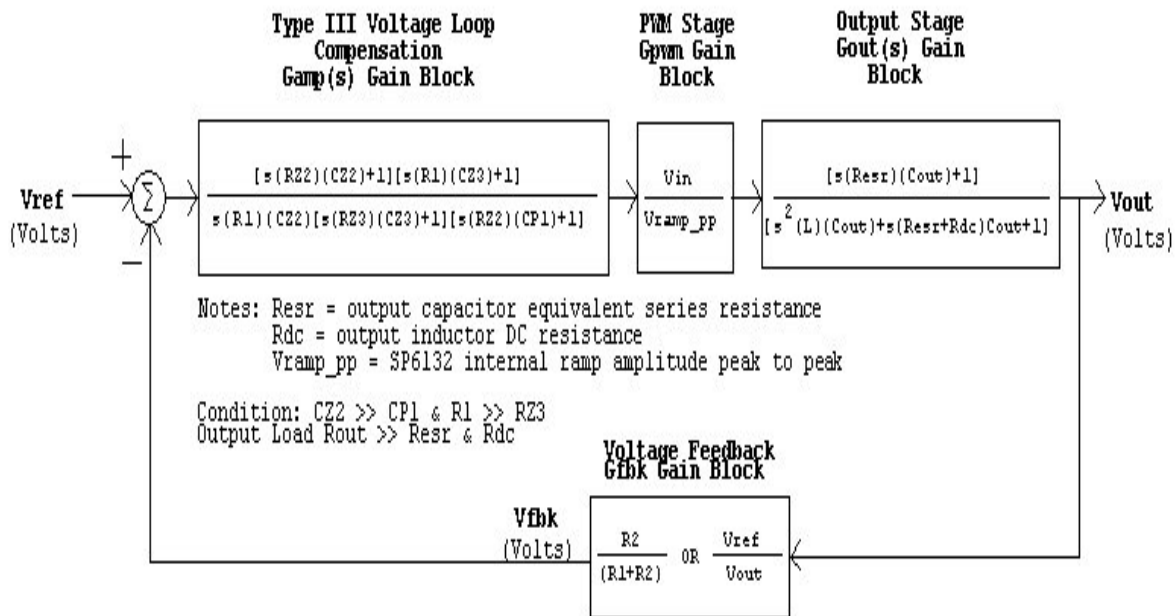 Type III Voltage Loop
Compensation
Gamp(s) Gain Block
PWM Stage
Gpwm Gain
Block
Output Stage
Gout(s) Gain
Block
+
Vref
(Volts)
Σ
−
[s(RZ2)(CZ2)+1][s(R1)(CZ3)+1]
s(R1)(CZ2)[s(RZ3)(CZ3)+1][s(RZ2)(CP1)+1]
Vin
Vramp_pp
[s(Resr)(Cout)+1]
[s^2(L)(Cout)+s(Resr+Rdc)Cout+1]
Vout
(Volts)
Notes: Resr = output capacitor equivalent series resistance
Rdc = output inductor DC resistance
Vramp_pp = SP6132 internal ramp amplitude peak to peak
Condition: CZ2 >> CP1 & R1 >> RZ3
Output Load Rout >> Resr & Rdc
Voltage Feedback
Gfbk Gain Block
Vfbk
(Volts)
R2
(R1+R2)
OR
Vref
Vout